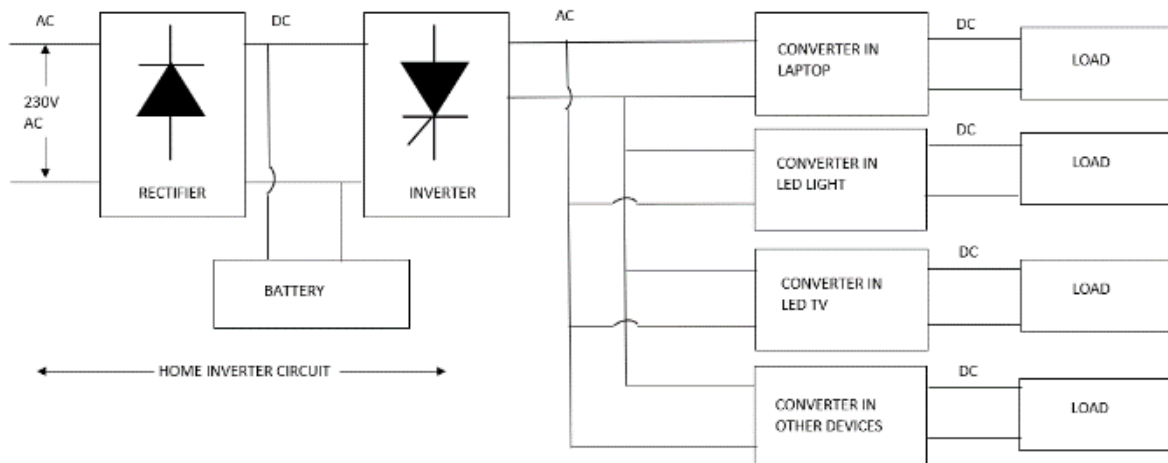 AC
DC
AC
230V
AC
RECTIFIER
INVERTER
BATTERY
HOME INVERTER CIRCUIT
CONVERTER IN
LAPTOP
DC
LOAD
CONVERTER IN
LED LIGHT
DC
LOAD
CONVERTER IN
LED TV
DC
LOAD
CONVERTER IN
OTHER DEVICES
DC
LOAD